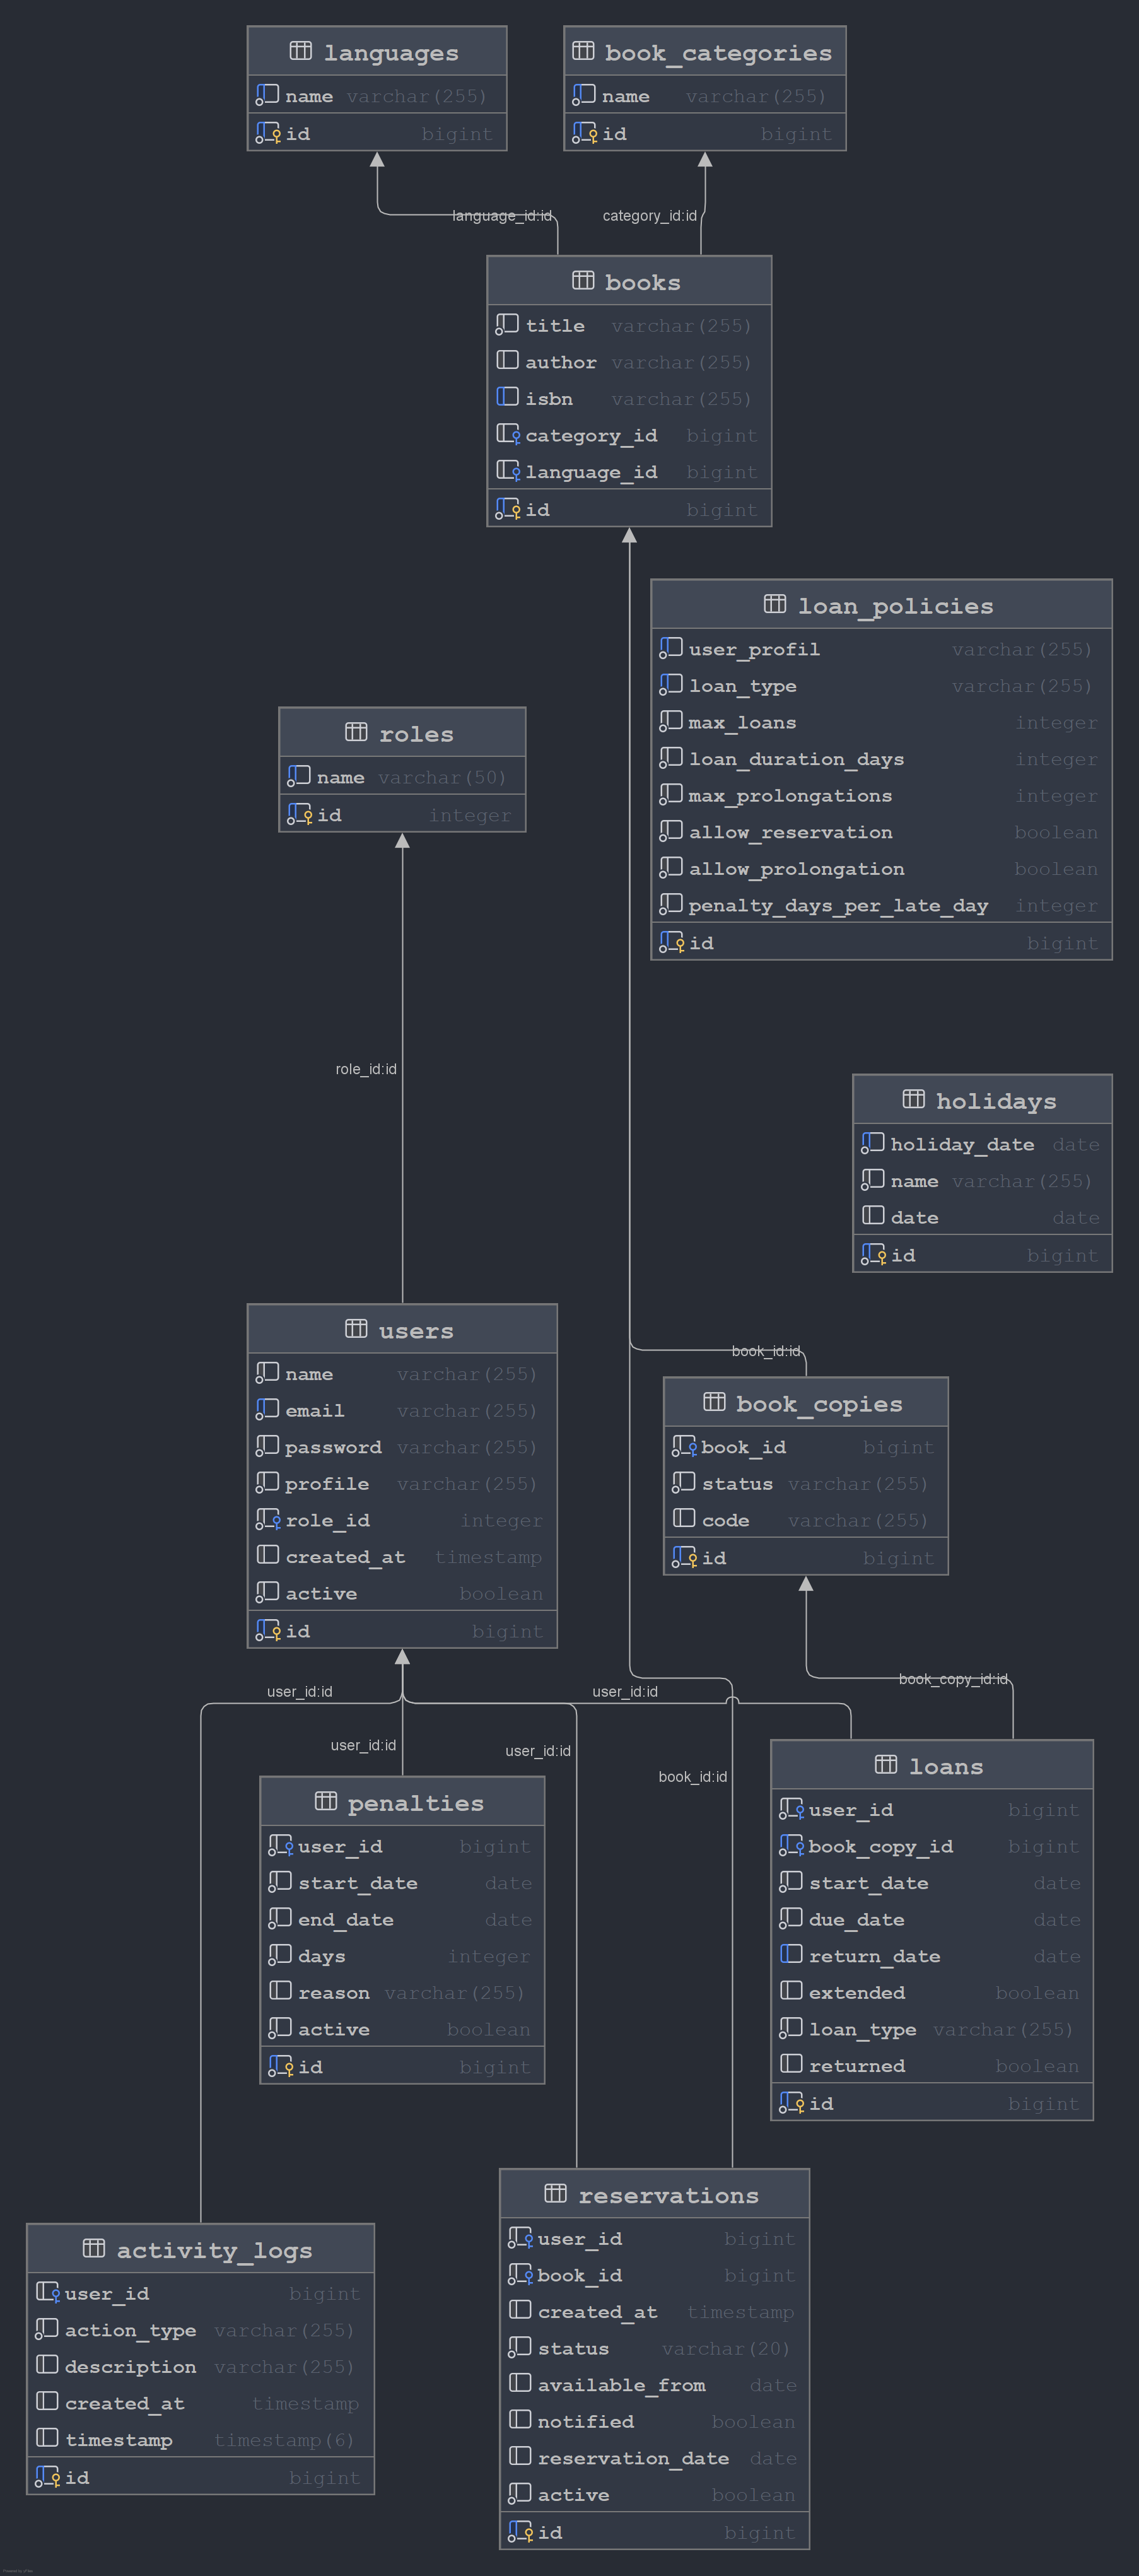 languages
name varchar(255)
id bigint
book_categories
name varchar(255)
id bigint
language_id:id
category_id:id
books
title varchar(255)
author varchar(255)
isbn varchar(255)
category_id bigint
language_id bigint
id bigint
loan_policies
user_profil varchar(255)
loan_type varchar(255)
max_loans integer
loan_duration_days integer
max_prolongations integer
allow_reservation boolean
allow_prolongation boolean
penalty_days_per_late_day integer
id bigint
roles
name varchar(50)
id integer
role_id:id
holidays
holiday_date date
name varchar(255)
date date
id bigint
users
name varchar(255)
email varchar(255)
password varchar(255)
profile varchar(255)
role_id integer
created_at timestamp
active boolean
id bigint
book_id:id
book_copies
book_id bigint
status varchar(255)
code varchar(255)
id bigint
user_id:id
user_id:id
book_copy_id:id
user_id:id
user_id:id
book_id:id
penalties
user_id bigint
start_date date
end_date date
days integer
reason varchar(255)
active boolean
id bigint
loans
user_id bigint
book_copy_id bigint
start_date date
due_date date
return_date date
extended boolean
loan_type varchar(255)
returned boolean
id bigint
activity_logs
user_id bigint
action_type varchar(255)
description varchar(255)
created_at timestamp
timestamp timestamp(6)
id bigint
reservations
user_id bigint
book_id bigint
created_at timestamp
status varchar(20)
available_from date
notified boolean
reservation_date date
active boolean
id bigint
Powered by yFiles